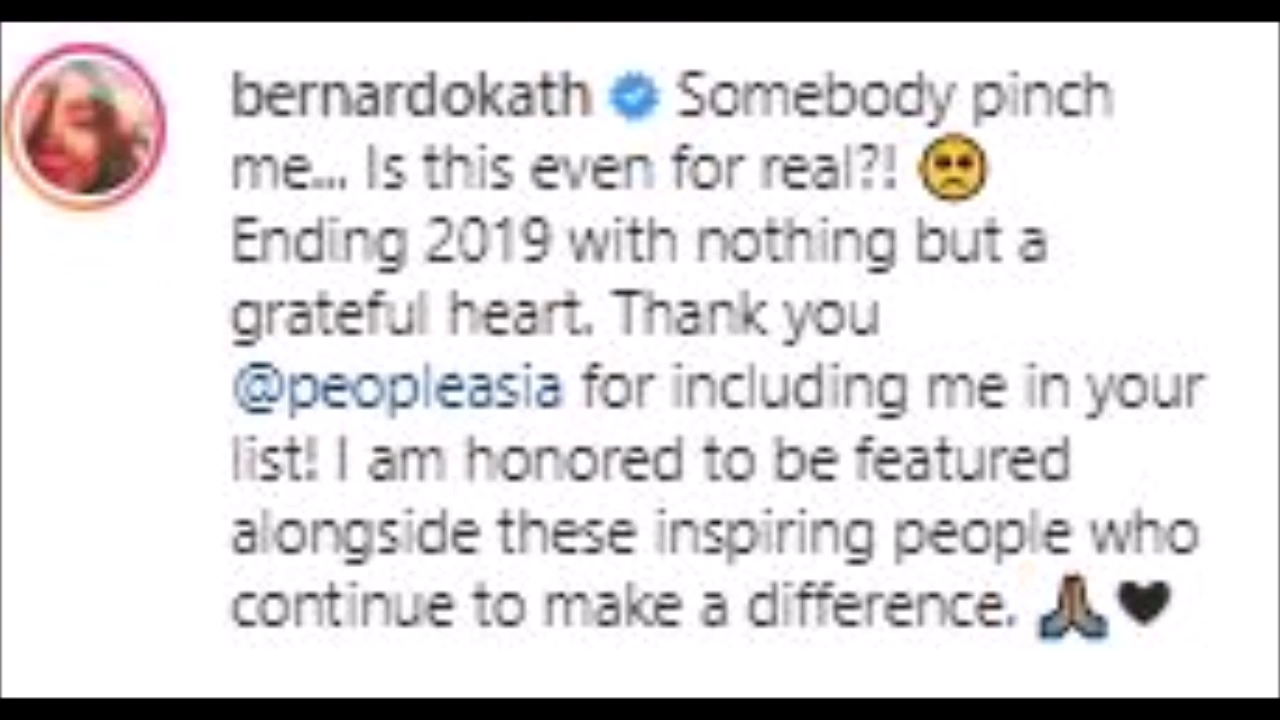 bernardokath Somebody pinch
me... Is this even for real?! 🥺
Ending 2019 with nothing but a
grateful heart. Thank you
@peopleasia for including me in your
list! I am honored to be featured
alongside these inspiring people who
continue to make a difference. 🙏🏽🖤